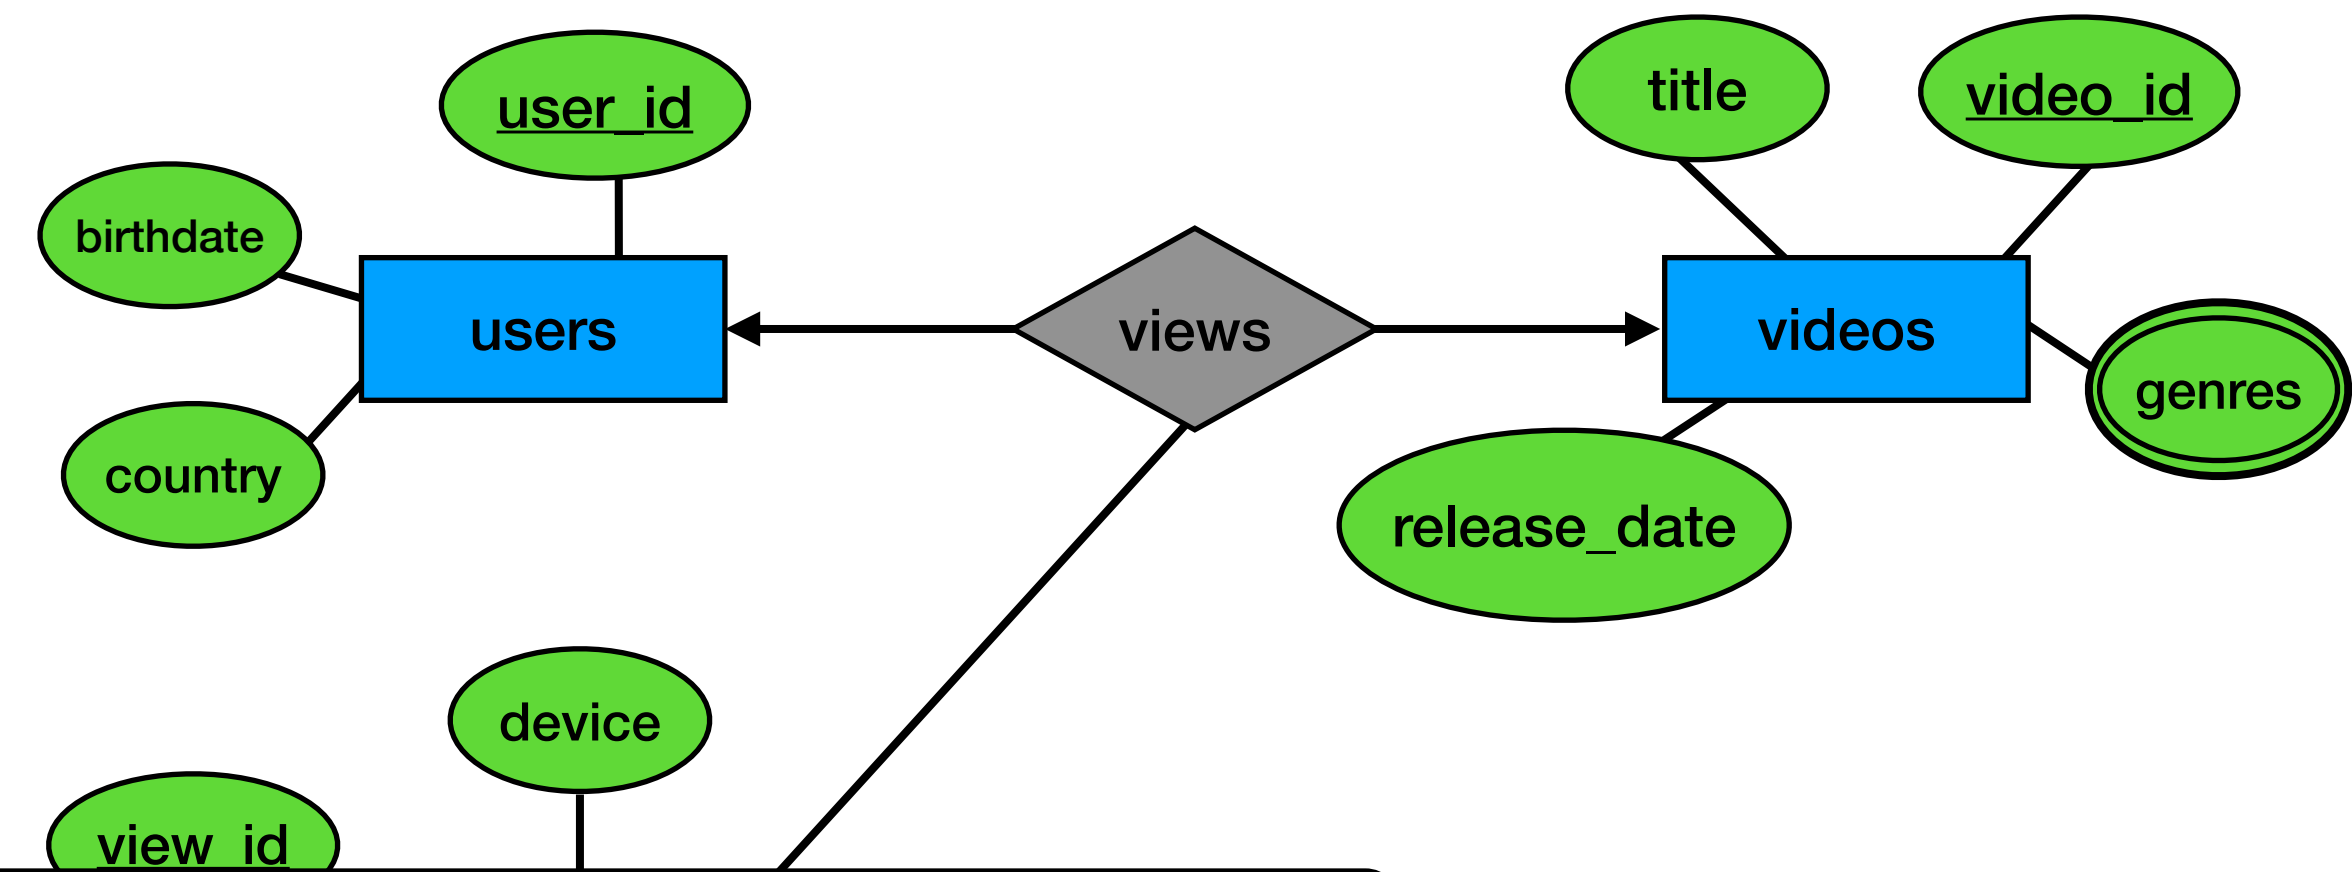 user_id
title
video_id
birthdate
users
views
videos
genres
country
release_date
device
view_id